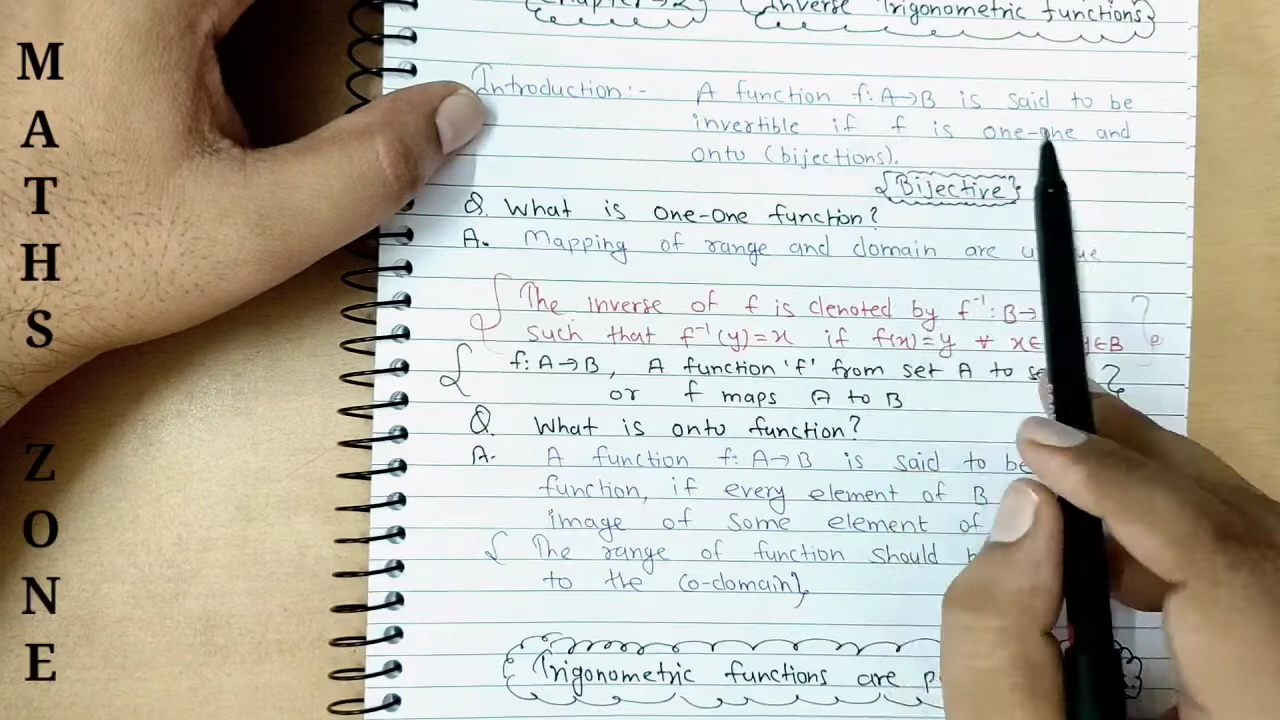 MATHS ZONE
Inverse Trigonometric functions}
Introduction:- A function f: A→B is said to be
invertible if f is one-one and
onto (bijections).
{Bijective}
Q. What is one-one function?
A. Mapping of range and domain are
{ The inverse of f is denoted by f⁻¹: B→
such that f⁻¹(y)=x if f(x)=y ∀ x∈ y∈B }
{ f: A→B, A function 'f' from set A to }
or f maps A to B
Q. What is onto function?
A. A function f: A→B is said to be
function, if every element of B
image of some element of
{ The range of function should
to the Co-domain}
Trigonometric functions are